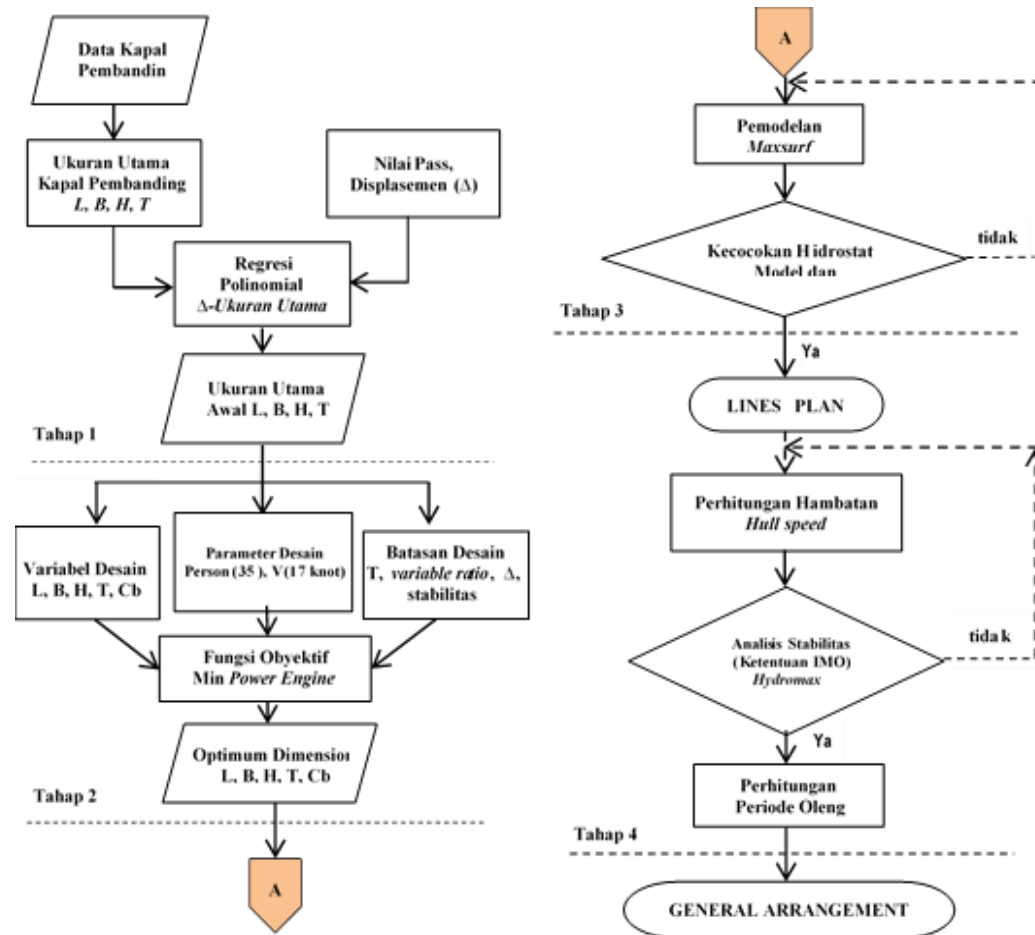 Data Kapal
Pembandin
Ukuran Utama
Kapal Pembanding
L, B, H, T
Nilai Pass,
Displasemen (Δ)
Regresi
Polinomial
Δ-Ukuran Utama
Ukuran Utama
Awal L, B, H, T
Tahap 1
Variabel Desain
L, B, H, T, Cb
Parameter Desain
Person (35), V(17 knot)
Batasan Desain
T, variable ratio, Δ,
stabilitas
Fungsi Obyektif
Min Power Engine
Optimum Dimension
L, B, H, T, Cb
Tahap 2
A
A
Pemodelan
Maxsurf
Kecocokan Hidrostat
Model dan
tidak
Tahap 3
Ya
LINES PLAN
Perhitungan Hambatan
Hull speed
Analisis Stabilitas
(Ketentuan IMO)
Hydromax
tidak
Ya
Perhitungan
Periode Oleng
Tahap 4
GENERAL ARRANGEMENT